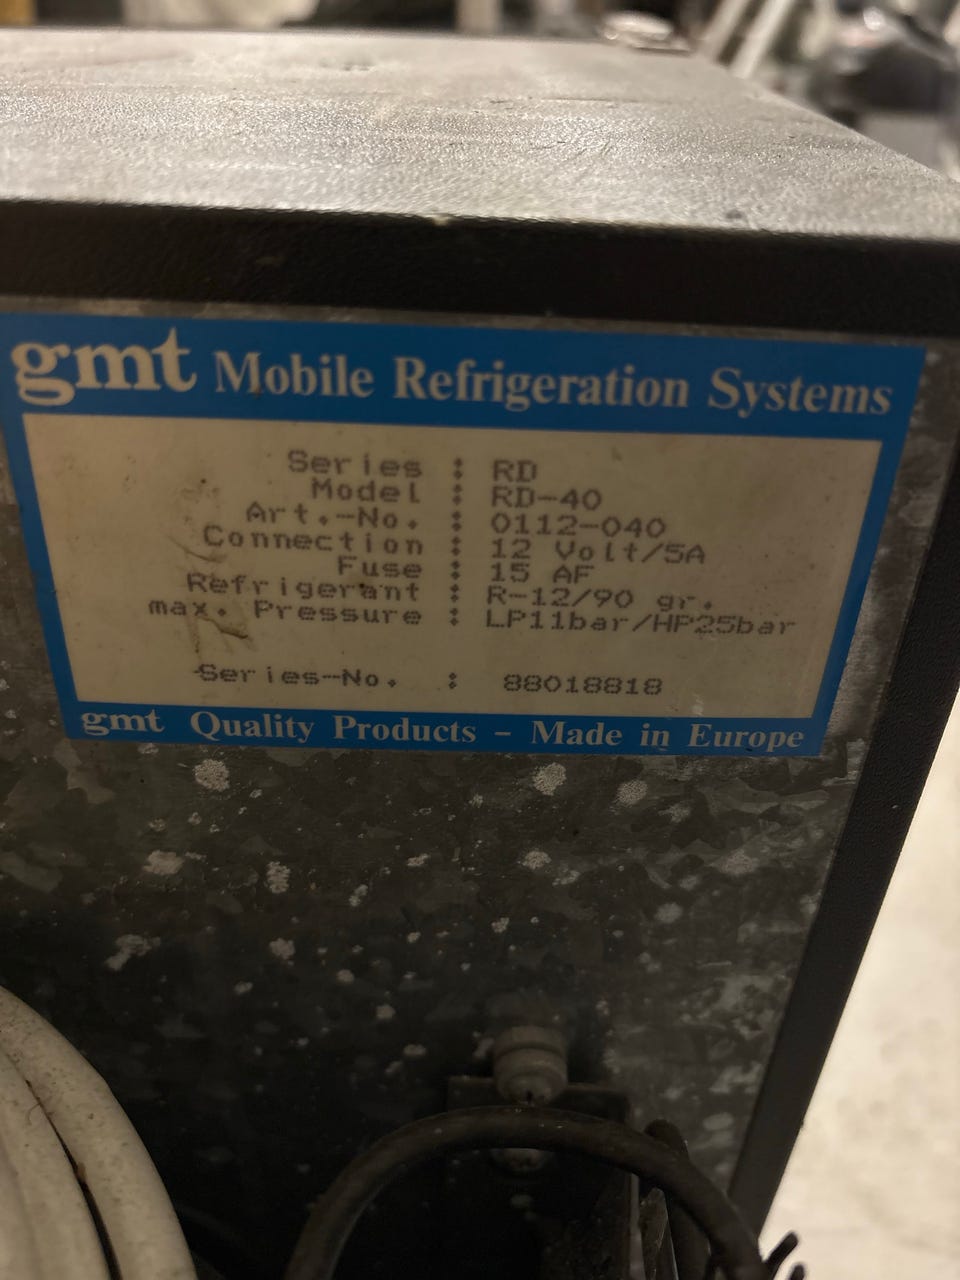 gmt Mobile Refrigeration Systems
Series : RD
Model : RD-40
Art.-No. : 0112-040
Connection : 12 Volt/5A
Fuse : 15 AF
Refrigerant : R-12/90 gr.
max. Pressure : LP11bar/HP25bar
Series-No. : 88018818
gmt Quality Products - Made in Europe